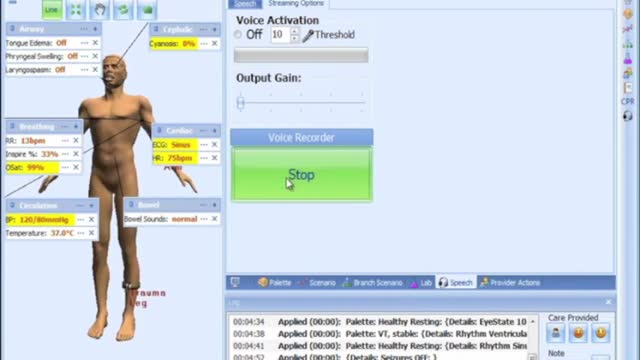 Speech Streaming Options
Line
Airway
Tongue Edema: Off
Phryngeal Swelling: Off
Laryngospasm: Off
Cephalic
Cyanosis: 0%
Breathing
RR: 13bpm
Inspire %: 33%
OSat: 99%
Cardiac
ECG: Sinus
HR: 75bpm
Circulation
BP: 120/80mmHg
Temperature: 37.0°C
Bowel
Bowel Sounds: normal
Trauma
Leg
Voice Activation
Off 10 Threshold
Output Gain:
Voice Recorder
Stop
CPR
Palette Scenario Branch Scenario Lab Speech Provider Actions
Log
00:04:34 Applied (00:00): Palette: Healthy Resting: {Details: EyeState 10
00:04:38 Applied (00:00): Palette: VT, stable: {Details: Rhythm Ventricula
00:04:41 Applied (00:00): Palette: Healthy Resting: {Details: Rhythm Sinu
00:04:52 Applied (00:00): {Details: Seizures Off: }
Care Provided
Note